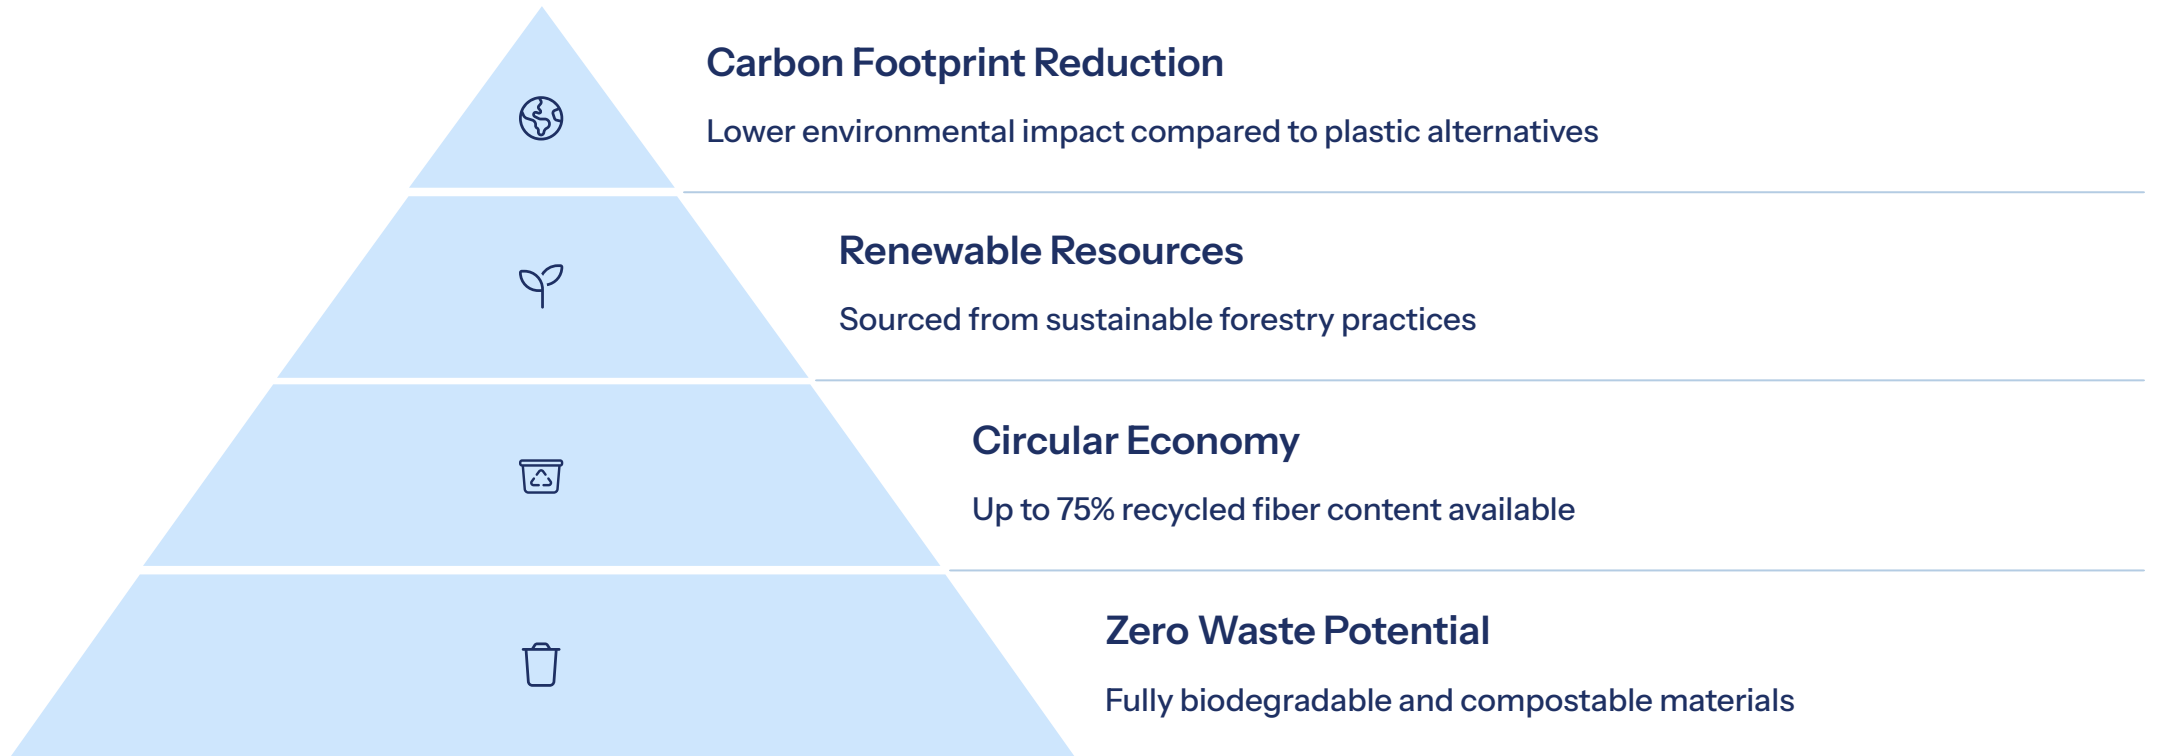 Carbon Footprint Reduction
Lower environmental impact compared to plastic alternatives
Renewable Resources
Sourced from sustainable forestry practices
Circular Economy
Up to 75% recycled fiber content available
Zero Waste Potential
Fully biodegradable and compostable materials